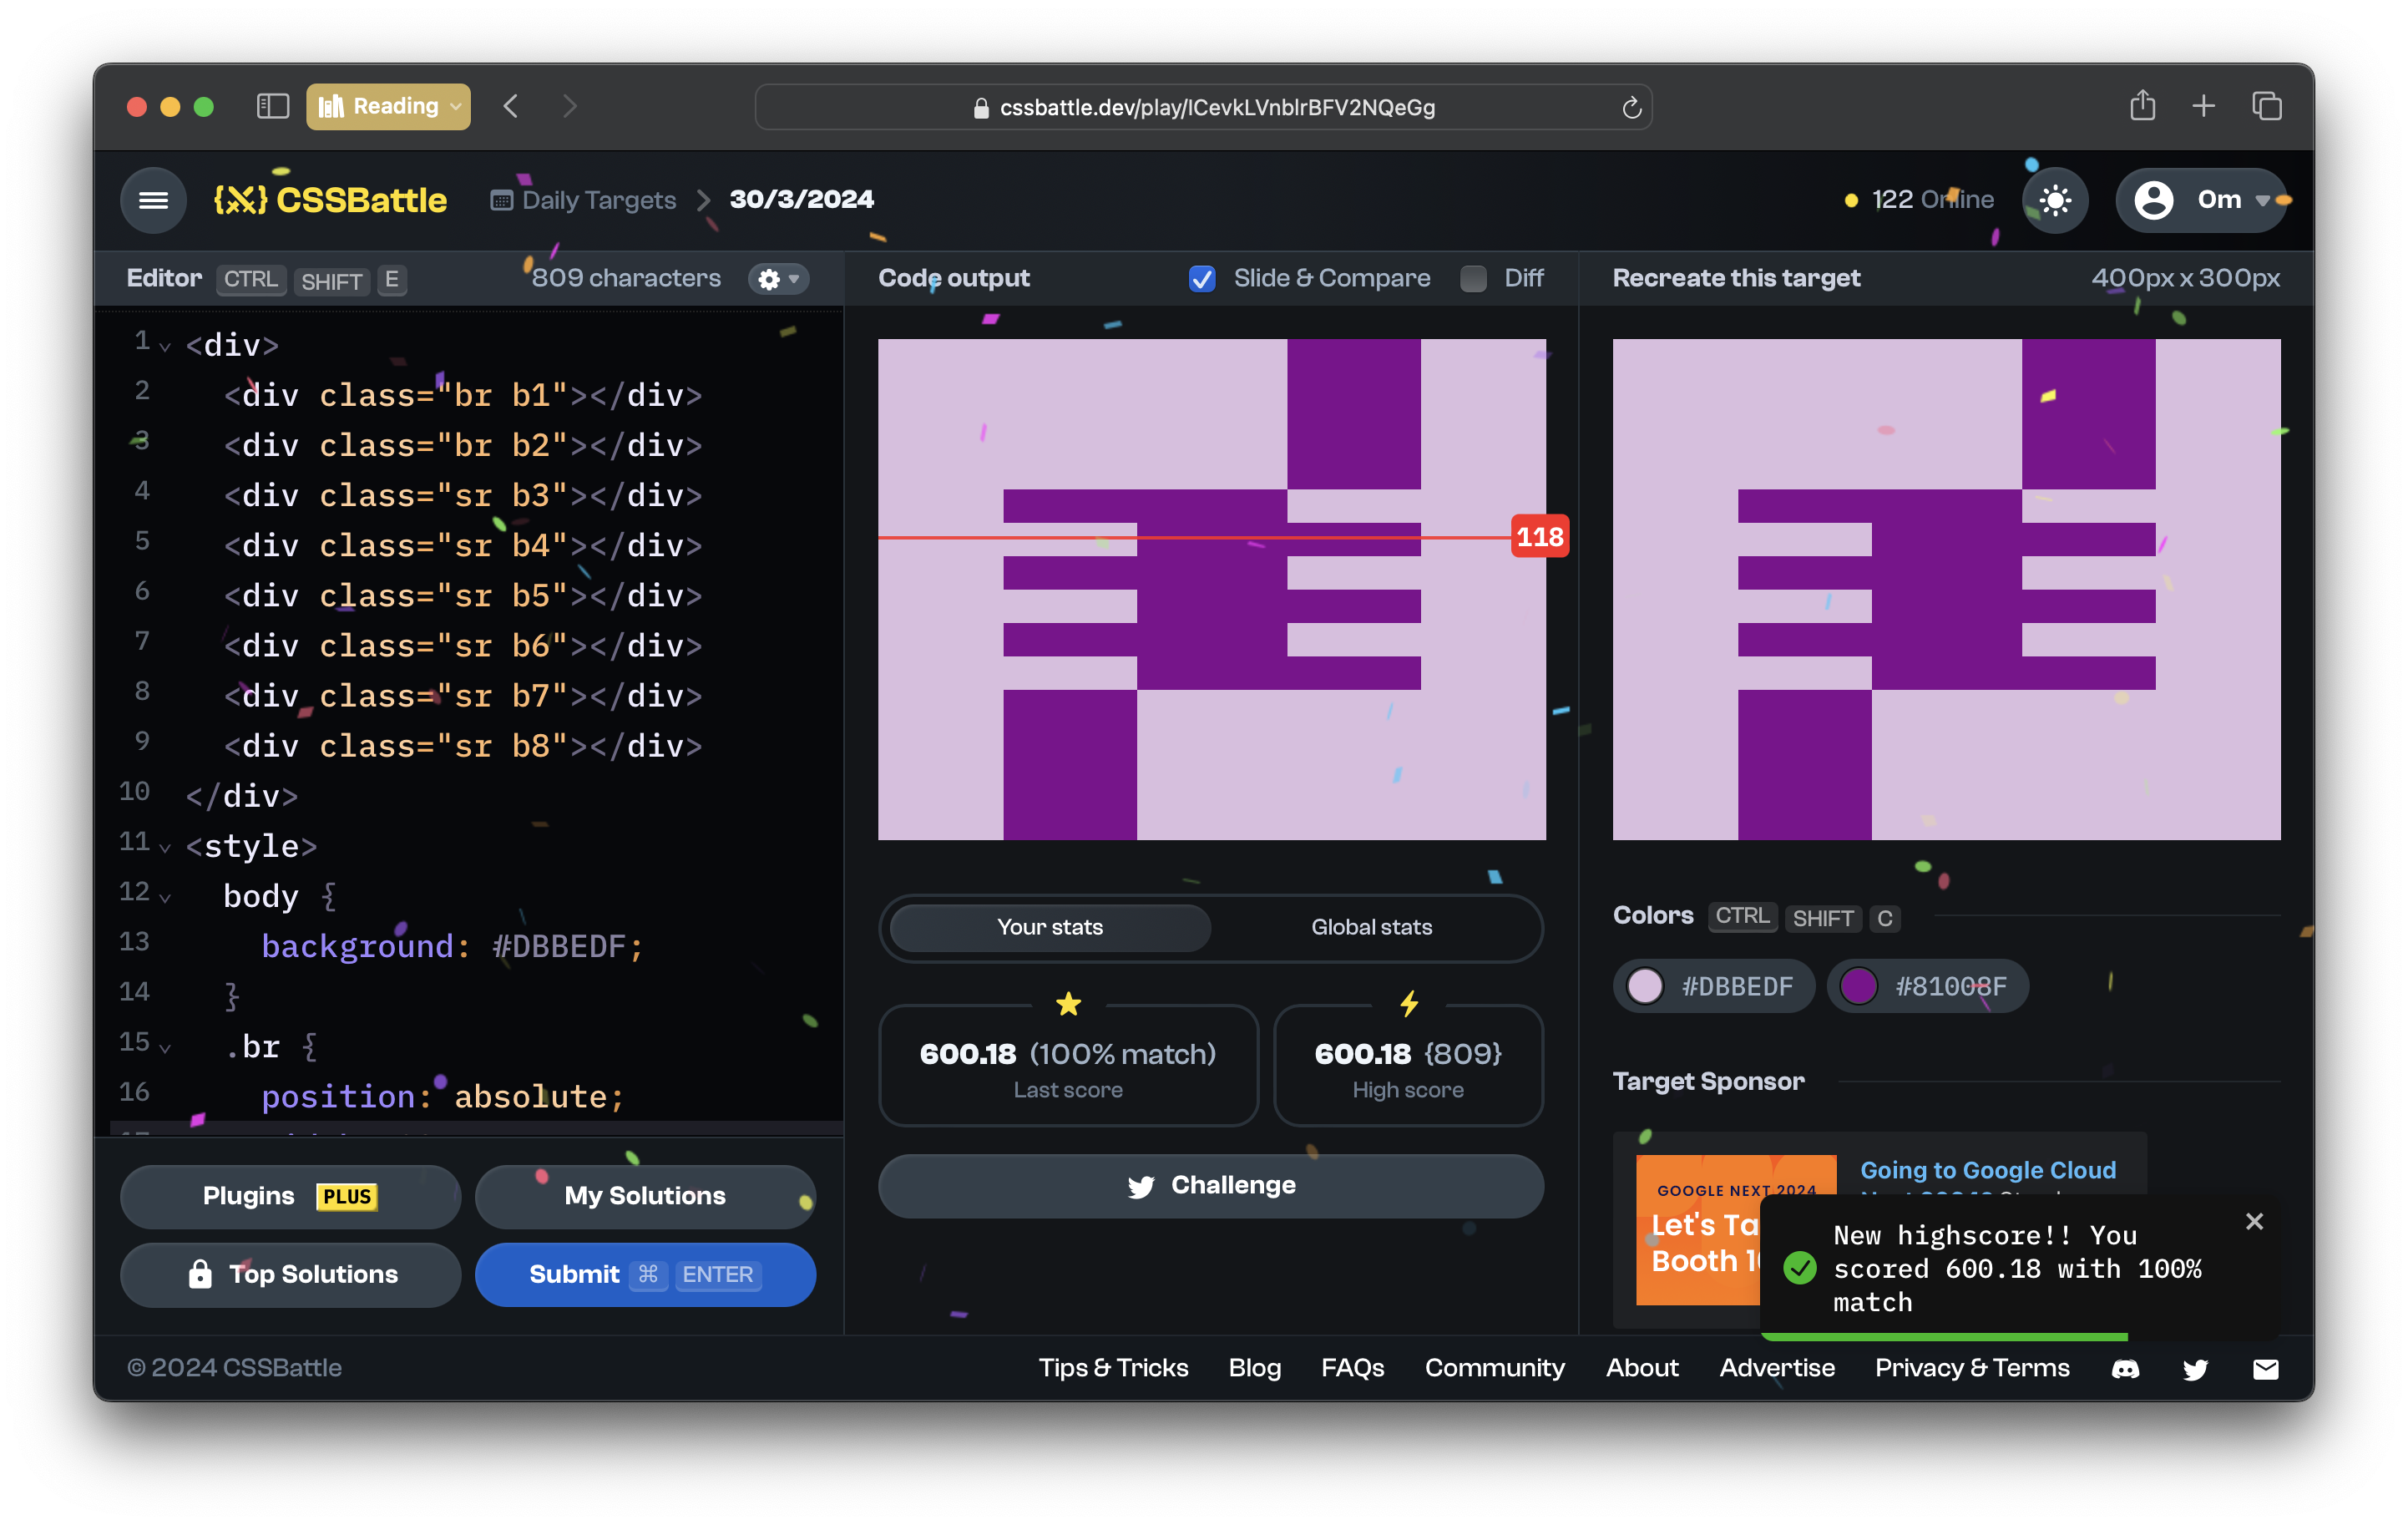 Reading
cssbattle.dev/play/ICevkLVnblrBFV2NQeGg
CSSBattle
Daily Targets
30/3/2024
122 Online
0m
Editor CTRL SHIFT E
809 characters
Code output
Slide & Compare
Diff
Recreate this target
400px x 300px
1 <div>
2 <div class="br b1"></div>
3 <div class="br b2"></div>
4 <div class="sr b3"></div>
5 <div class="sr b4"></div>
6 <div class="sr b5"></div>
7 <div class="sr b6"></div>
8 <div class="sr b7"></div>
9 <div class="sr b8"></div>
10 </div>
11 <style>
12 body {
13 background: #DBBEDF;
14 }
15 .br {
16 position: absolute;
118
Plugins PLUS
My Solutions
Top Solutions
Submit ⌘ ENTER
Your stats
Global stats
600.18 (100% match)
Last score
600.18 {809}
High score
Challenge
Colors CTRL SHIFT C
#DBBEDF
#81008F
Target Sponsor
GOOGLE NEXT 2024
Let's Ta
Booth
Going to Google Cloud
New highscore!! You
scored 600.18 with 100%
match
© 2024 CSSBattle
Tips & Tricks
Blog
FAQs
Community
About
Advertise
Privacy & Terms